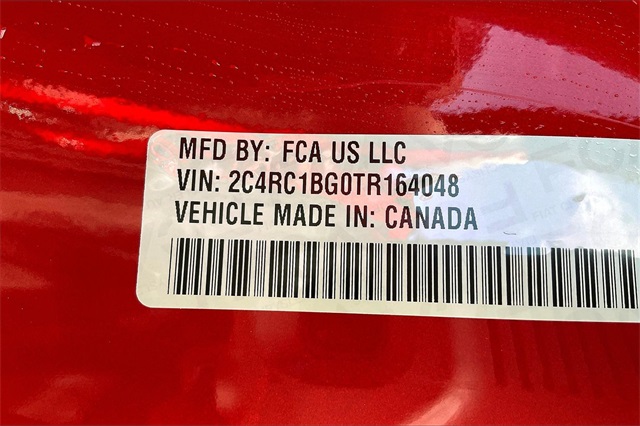 MFD BY: FCA US LLC
VIN: 2C4RC1BG0TR164048
VEHICLE MADE IN: CANADA